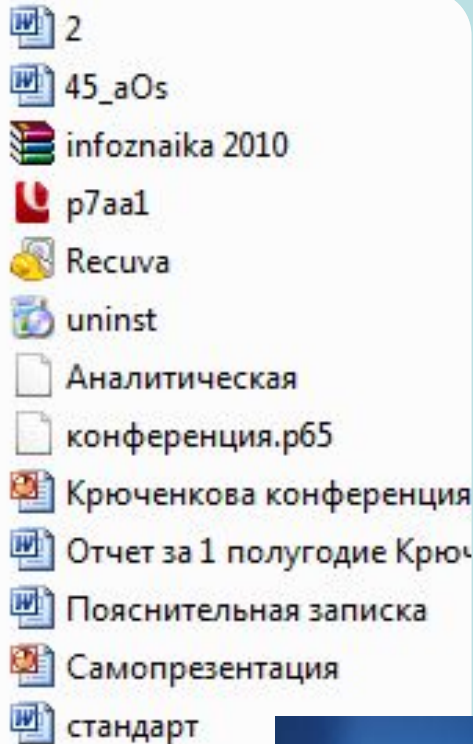 2
45_aOs
infoznaika 2010
p7aa1
Recuva
uninst
Аналитическая
конференция.p65
Крюченкова конференция
Отчет за 1 полугодие Крюч
Пояснительная записка
Самопрезентация
стандарт